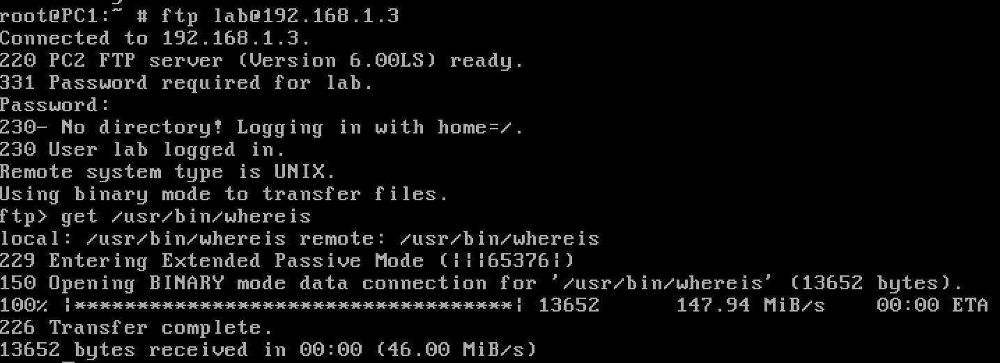 root@PC1:~ # ftp lab@192.168.1.3
Connected to 192.168.1.3.
220 PC2 FTP server (Version 6.00LS) ready.
331 Password required for lab.
Password:
230- No directory! Logging in with home=/.
230 User lab logged in.
Remote system type is UNIX.
Using binary mode to transfer files.
ftp> get /usr/bin/whereis
local: /usr/bin/whereis remote: /usr/bin/whereis
229 Entering Extended Passive Mode (|||65376|)
150 Opening BINARY mode data connection for '/usr/bin/whereis' (13652 bytes).
100% |***********************************| 13652 147.94 MiB/s 00:00 ETA
226 Transfer complete.
13652 bytes received in 00:00 (46.00 MiB/s)